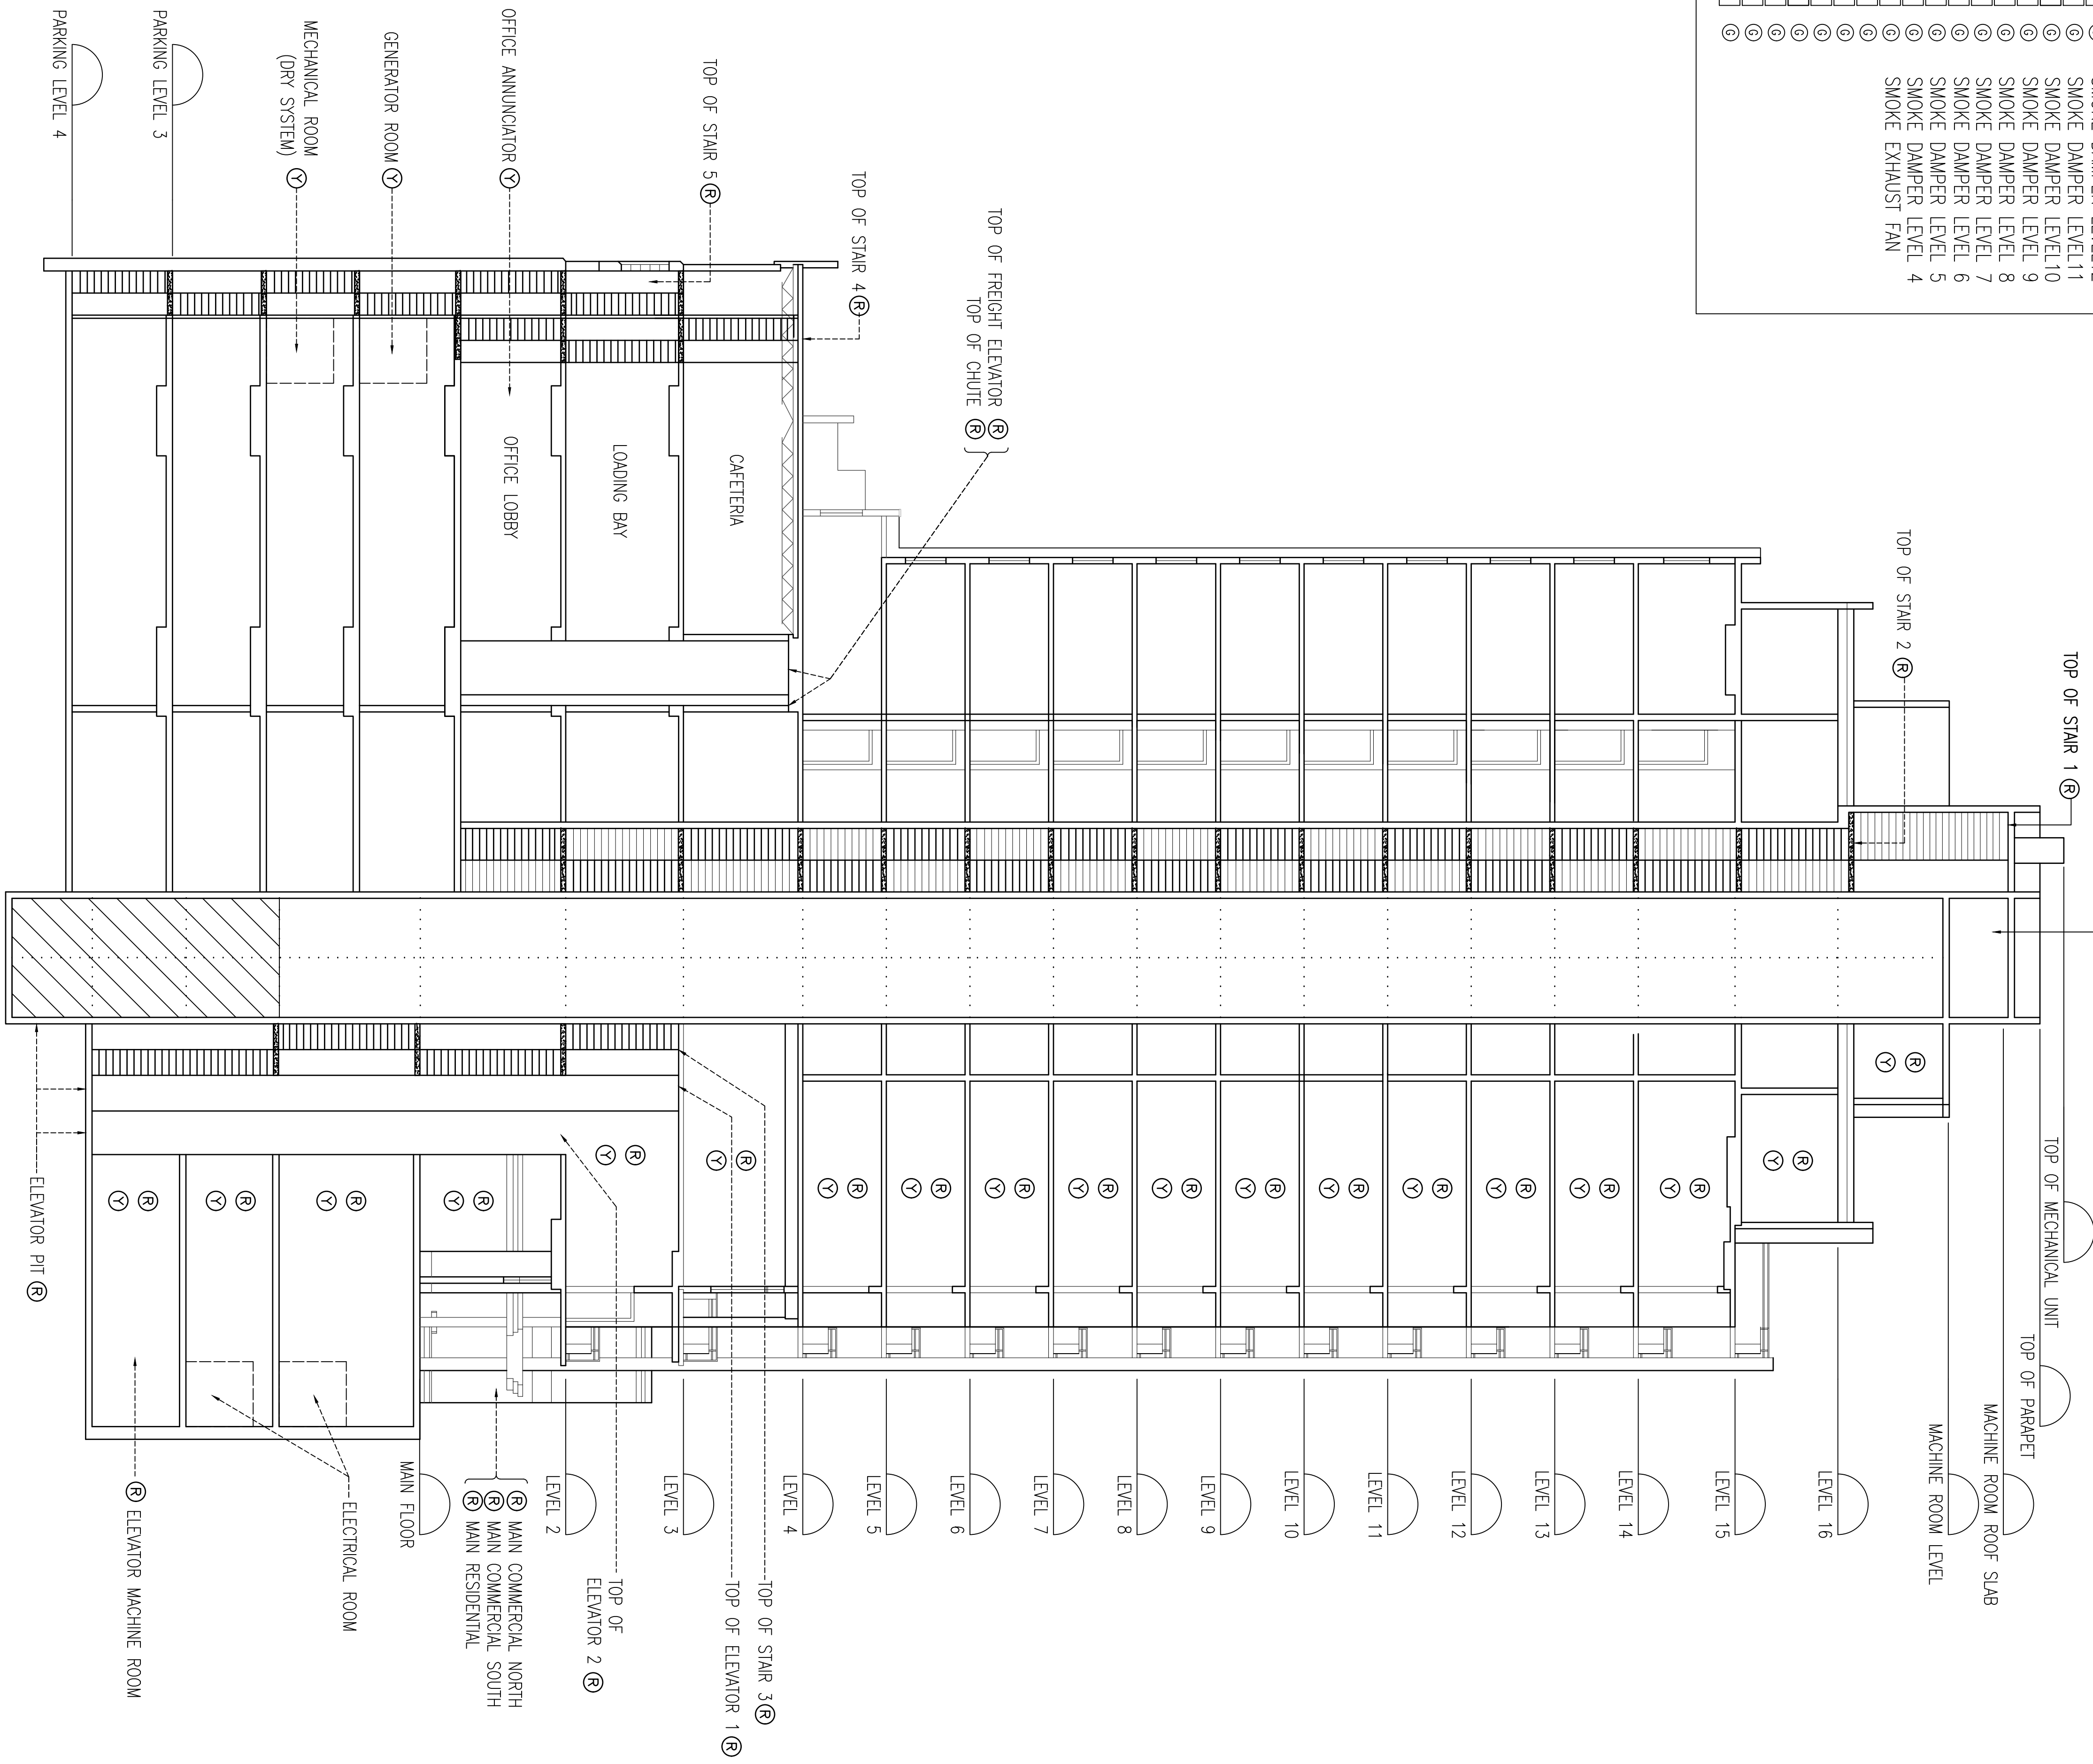 G SMOKE DAMPER LEVEL 11
G SMOKE DAMPER LEVEL10
G SMOKE DAMPER LEVEL 9
G SMOKE DAMPER LEVEL 8
G SMOKE DAMPER LEVEL 7
G SMOKE DAMPER LEVEL 6
G SMOKE DAMPER LEVEL 5
G SMOKE DAMPER LEVEL 4
G SMOKE EXHAUST FAN
G
G
G
G
G
G
G
TOP OF MECHANICAL UNIT
TOP OF STAIR 1 R
TOP OF PARAPET
MACHINE ROOM ROOF SLAB
MACHINE ROOM LEVEL
TOP OF STAIR 2 R
R
Y
LEVEL 16
R
Y
LEVEL 15
R
Y
LEVEL 14
R
Y
LEVEL 13
R
Y
LEVEL 12
R
Y
LEVEL 11
R
Y
LEVEL 10
R
Y
LEVEL 9
R
Y
LEVEL 8
R
Y
LEVEL 7
R
Y
LEVEL 6
R
Y
LEVEL 5
R
Y
LEVEL 4
TOP OF FREIGHT ELEVATOR R
TOP OF CHUTE R
TOP OF STAIR 4 R
TOP OF STAIR 5 R
CAFETERIA
R
Y
LEVEL 3
TOP OF STAIR 3 R
TOP OF ELEVATOR 1 R
LOADING BAY
R
Y
LEVEL 2
TOP OF
ELEVATOR 2 R
OFFICE ANNUNCIATOR Y
OFFICE LOBBY
R
Y
R MAIN COMMERCIAL NORTH
R MAIN COMMERCIAL SOUTH
R MAIN RESIDENTIAL
MAIN FLOOR
GENERATOR ROOM Y
R
Y
ELECTRICAL ROOM
MECHANICAL ROOM
(DRY SYSTEM) Y
R
Y
PARKING LEVEL 3
R
Y
R ELEVATOR MACHINE ROOM
PARKING LEVEL 4
ELEVATOR PIT R